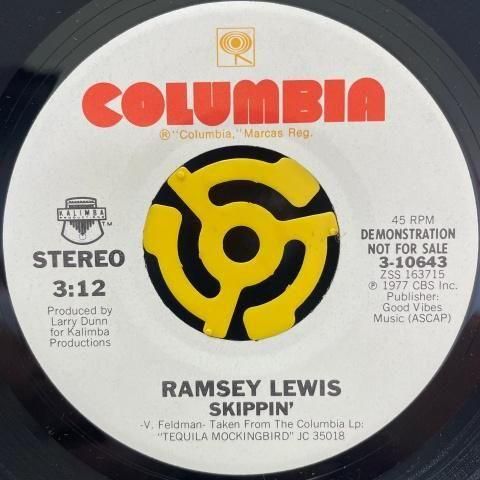 COLUMBIA
® "Columbia," Marcas Reg.
KALIMBA
PRODUCTIONS
TM
STEREO
3:12
Produced by
Larry Dunn
for Kalimba
Productions
45 RPM
DEMONSTRATION
NOT FOR SALE
3-10643
ZSS 163715
℗ 1977 CBS Inc.
Publisher:
Good Vibes
Music (ASCAP)
RAMSEY LEWIS
SKIPPIN'
-V. Feldman- Taken From The Columbia Lp:
"TEQUILA MOCKINGBIRD" JC 35018